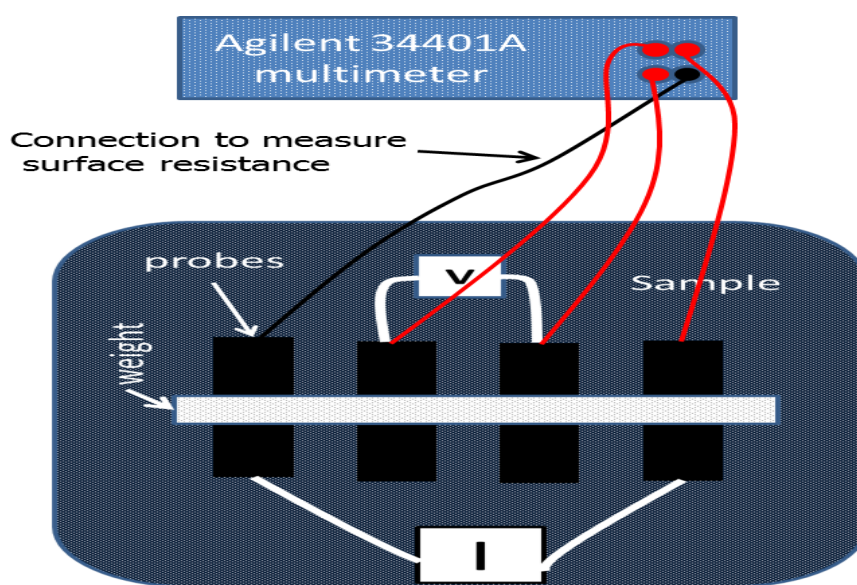 Agilent 34401A
multimeter
Connection to measure
surface resistance
probes
V
Sample
weight
I